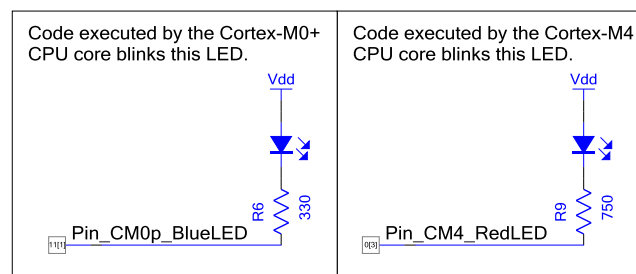 Code executed by the Cortex-M0+
CPU core blinks this LED.
Vdd
R6
330
Pin_CM0p_BlueLED
11[1]
Code executed by the Cortex-M4
CPU core blinks this LED.
Vdd
R9
750
Pin_CM4_RedLED
0[3]